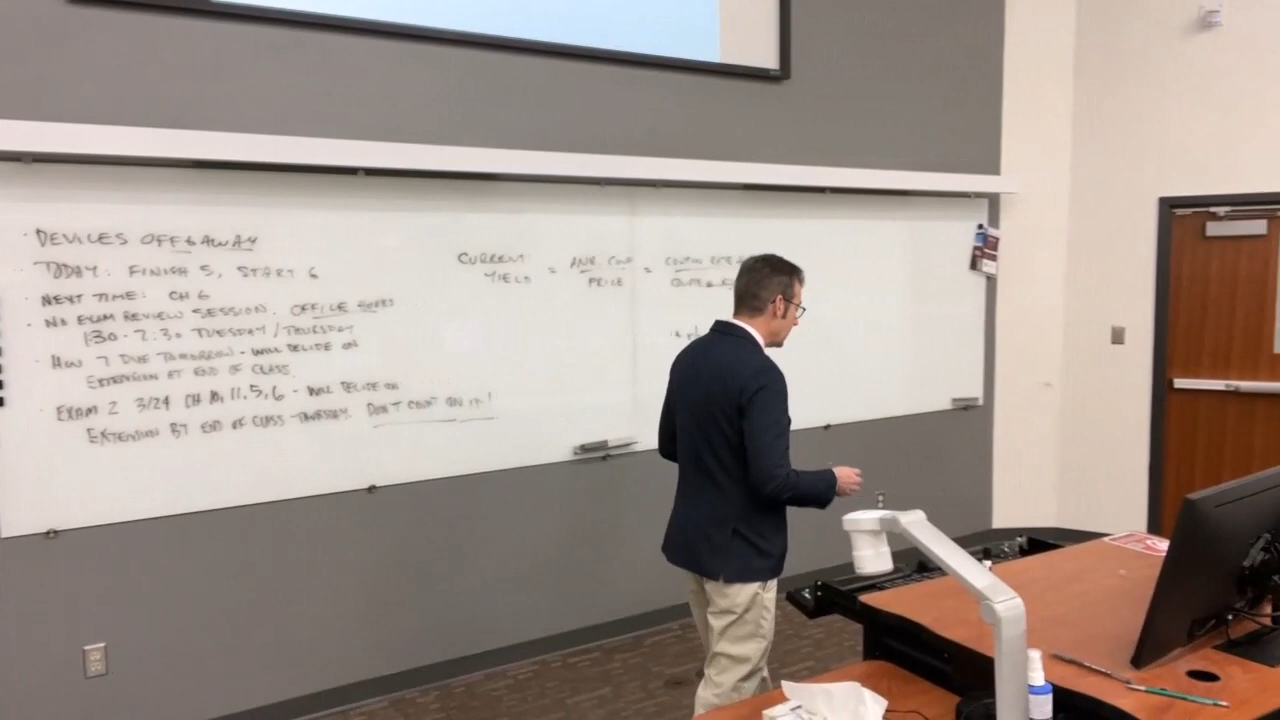 · DEVICES OFF & AWAY
· TODAY: FINISH 5, START 6
· NEXT TIME: CH 6
· NO EXAM REVIEW SESSION. OFFICE HOURS
1:30-2:30 TUESDAY/THURSDAY
· HW 7 DUE TOMORROW - WILL DECIDE ON
EXTENSION AT END OF CLASS.
· EXAM 2 3/24 CH 10, 11, 5, 6 - WILL DECIDE ON
EXTENSION BY END OF CLASS THURSDAY. DON'T COUNT ON IT!
CURRENT YIELD = ANN. COUP / PRICE = COUPON RATE